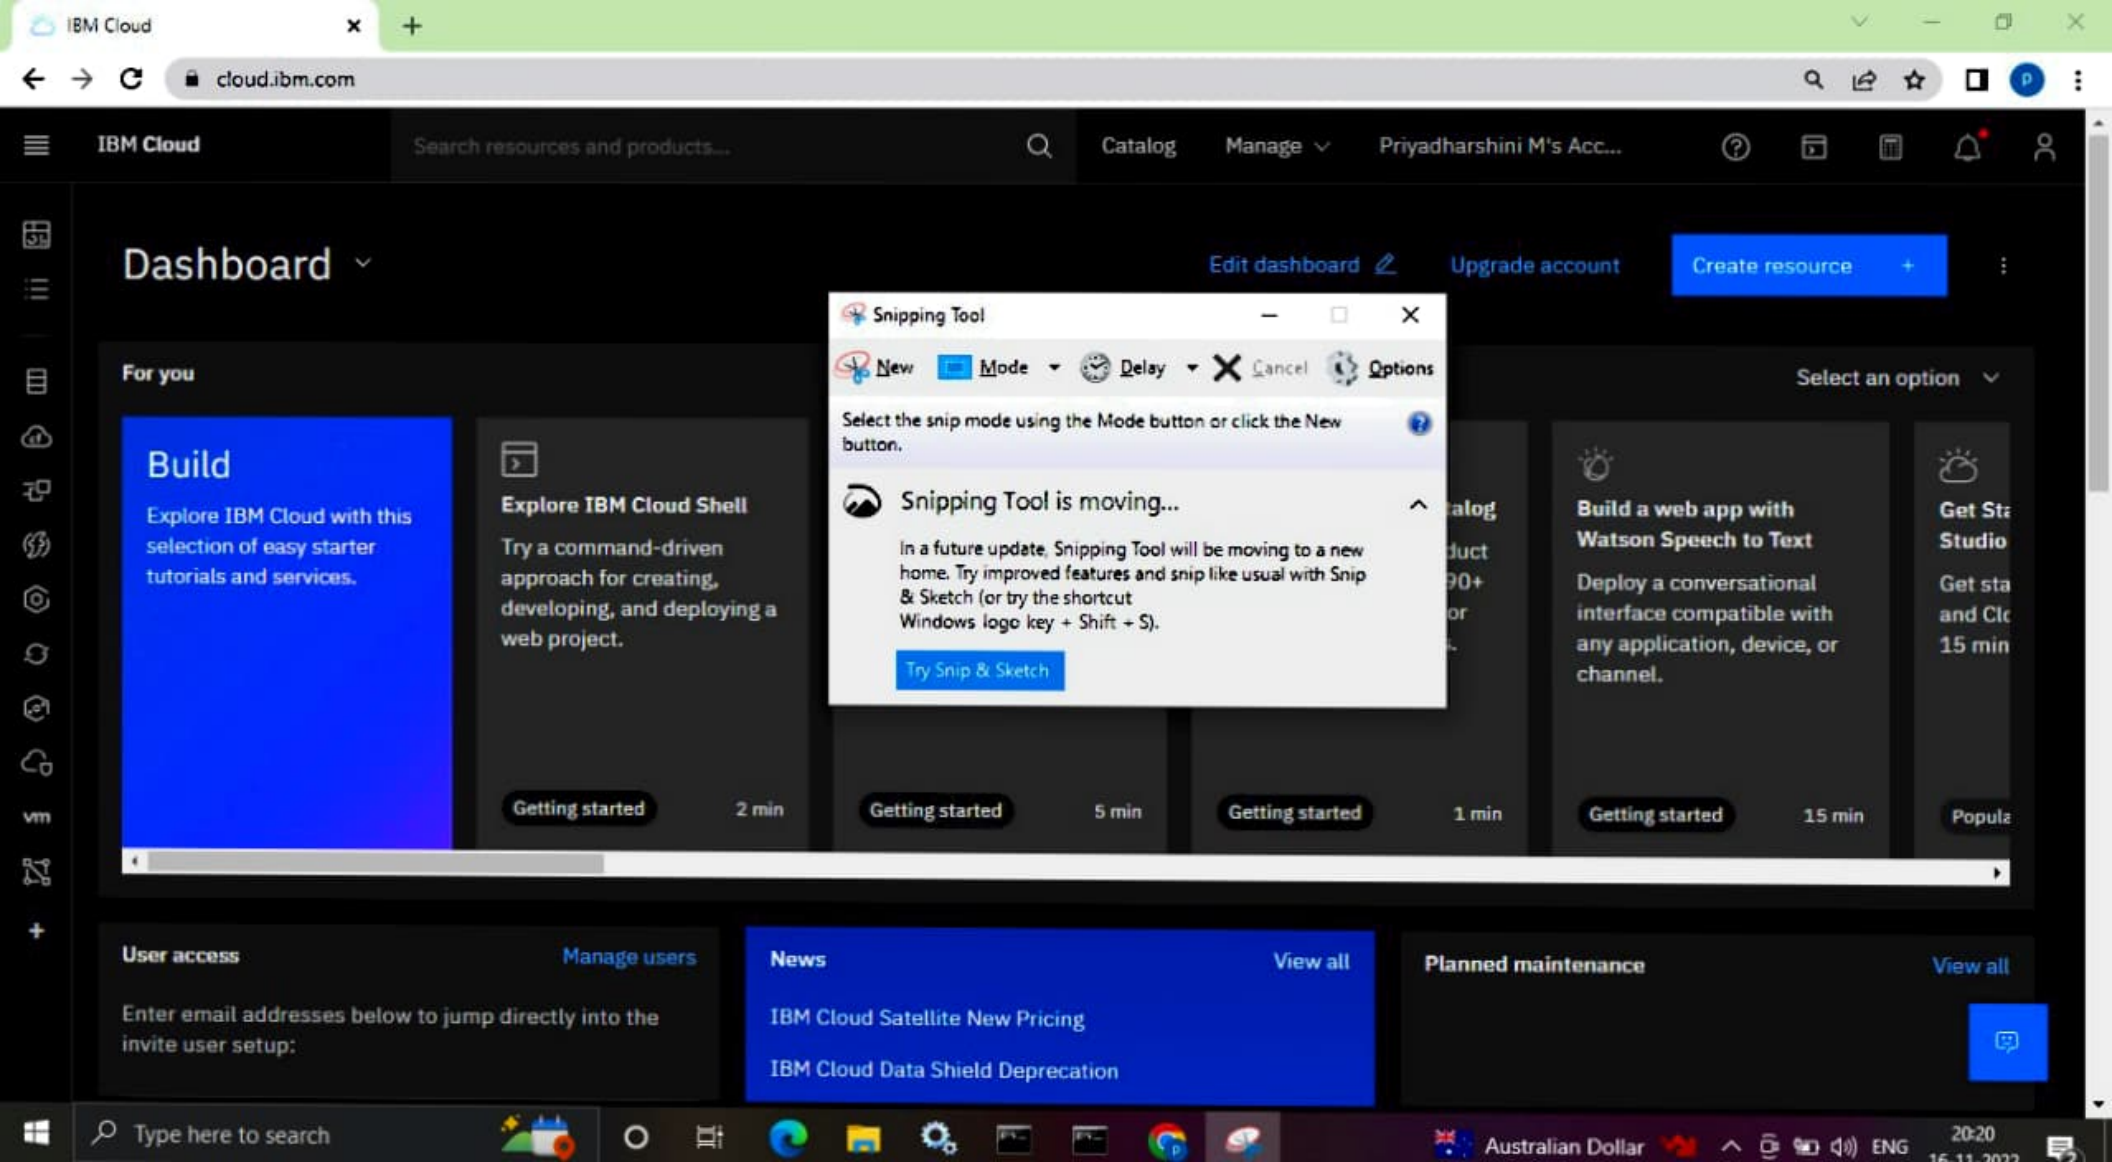 IBM Cloud
cloud.ibm.com
P
IBM Cloud
Search resources and products...
Catalog
Manage
Priyadharshini M's Acc...
Dashboard
Edit dashboard
Upgrade account
Create resource +
For you
Select an option
Build
Explore IBM Cloud with this
selection of easy starter
tutorials and services.
Explore IBM Cloud Shell
Try a command-driven
approach for creating,
developing, and deploying a
web project.
Getting started
2 min
Snipping Tool
New
Mode
Delay
Cancel
Options
Select the snip mode using the Mode button or click the New
button.
Snipping Tool is moving...
In a future update, Snipping Tool will be moving to a new
home. Try improved features and snip like usual with Snip
& Sketch (or try the shortcut
Windows logo key + Shift + S).
Try Snip & Sketch
Getting started
5 min
alog
duct
90+
or
Getting started
1 min
Build a web app with
Watson Speech to Text
Deploy a conversational
interface compatible with
any application, device, or
channel.
Getting started
15 min
Get Sta
Studio
Get sta
and Clo
15 min
Popula
vm
User access
Manage users
Enter email addresses below to jump directly into the
invite user setup:
News
View all
IBM Cloud Satellite New Pricing
IBM Cloud Data Shield Deprecation
Planned maintenance
View all
Type here to search
Australian Dollar
ENG
20:20
16-11-2022
2